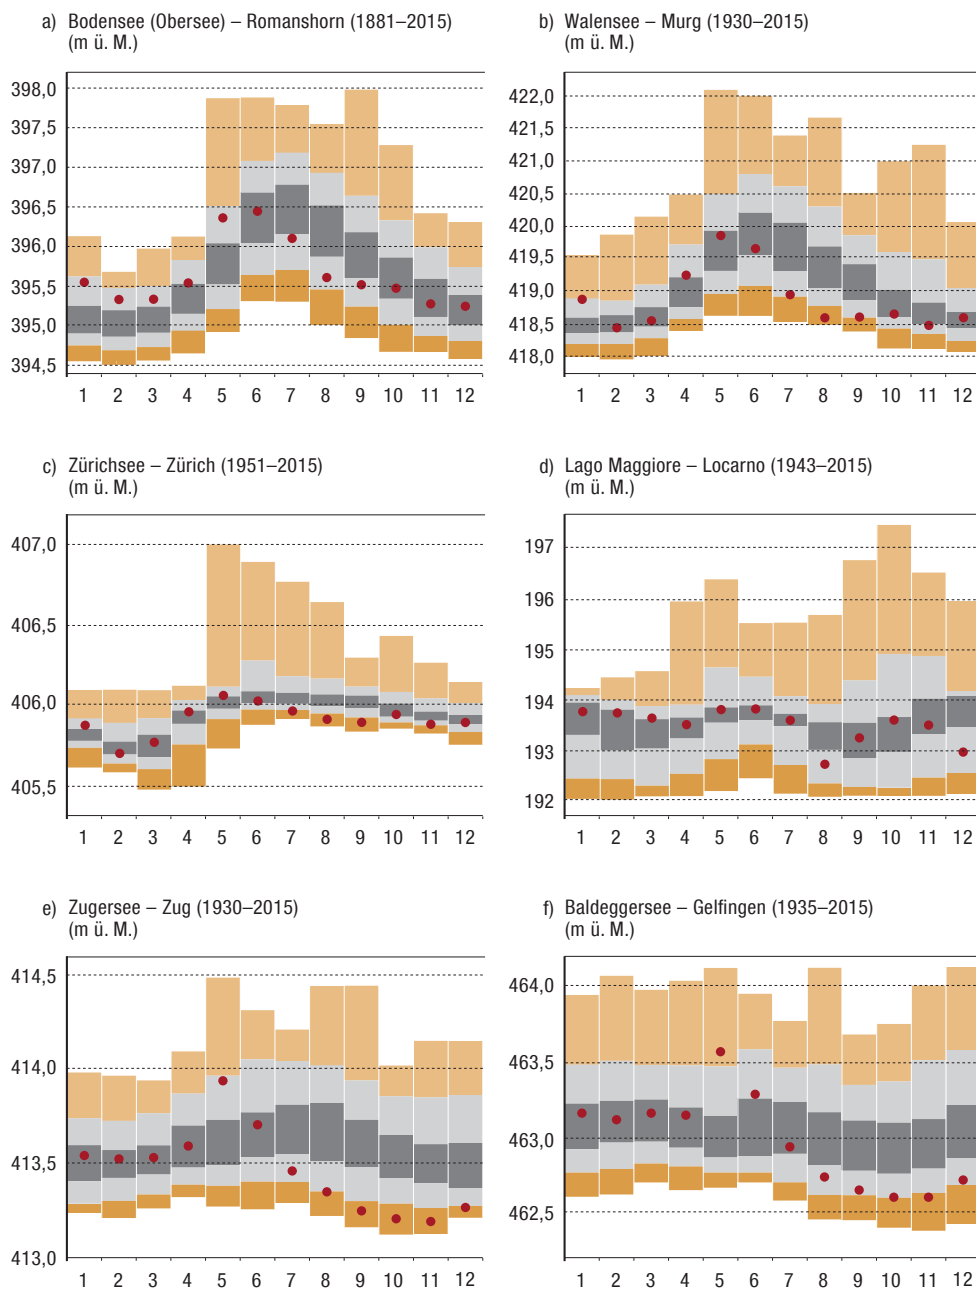 a) Bodensee (Obersee) – Romanshorn (1881–2015)
(m ü. M.)
398,0
397,5
397,0
396,5
396,0
395,5
395,0
394,5
1 2 3 4 5 6 7 8 9 10 11 12
b) Walensee – Murg (1930–2015)
(m ü. M.)
422,0
421,5
421,0
420,5
420,0
419,5
419,0
418,5
418,0
1 2 3 4 5 6 7 8 9 10 11 12
c) Zürichsee – Zürich (1951–2015)
(m ü. M.)
407,0
406,5
406,0
405,5
1 2 3 4 5 6 7 8 9 10 11 12
d) Lago Maggiore – Locarno (1943–2015)
(m ü. M.)
197
196
195
194
193
192
1 2 3 4 5 6 7 8 9 10 11 12
e) Zugersee – Zug (1930–2015)
(m ü. M.)
414,5
414,0
413,5
413,0
1 2 3 4 5 6 7 8 9 10 11 12
f) Baldeggersee – Gelfingen (1935–2015)
(m ü. M.)
464,0
463,5
463,0
462,5
1 2 3 4 5 6 7 8 9 10 11 12